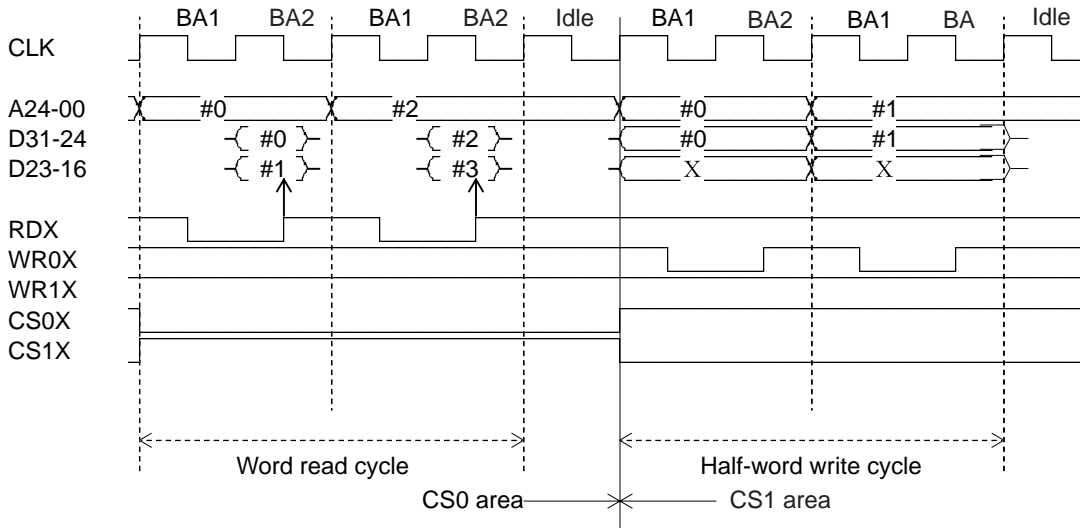 BA1 BA2 BA1 BA2 Idle BA1 BA2 BA1 BA Idle
CLK
A24-00 #0 #2 #0 #1
D31-24 #0 #2 #0 #1
D23-16 #1 #3 X X
RDX
WR0X
WR1X
CS0X
CS1X
Word read cycle Half-word write cycle
CS0 area CS1 area